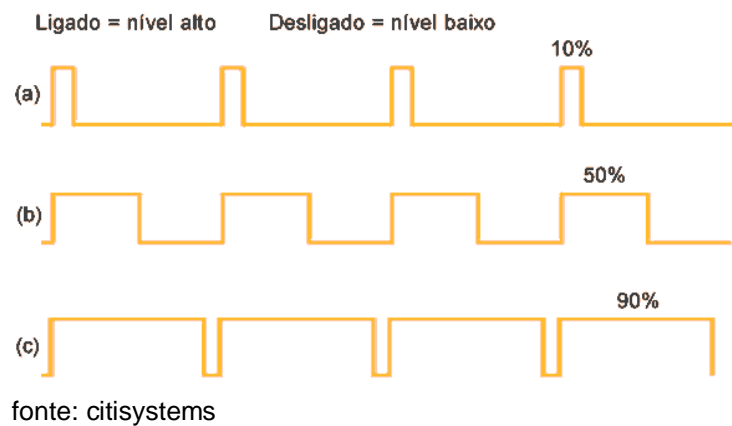 Ligado = nível alto Desligado = nível baixo
10%
(a)
50%
(b)
90%
(c)
fonte: citisystems